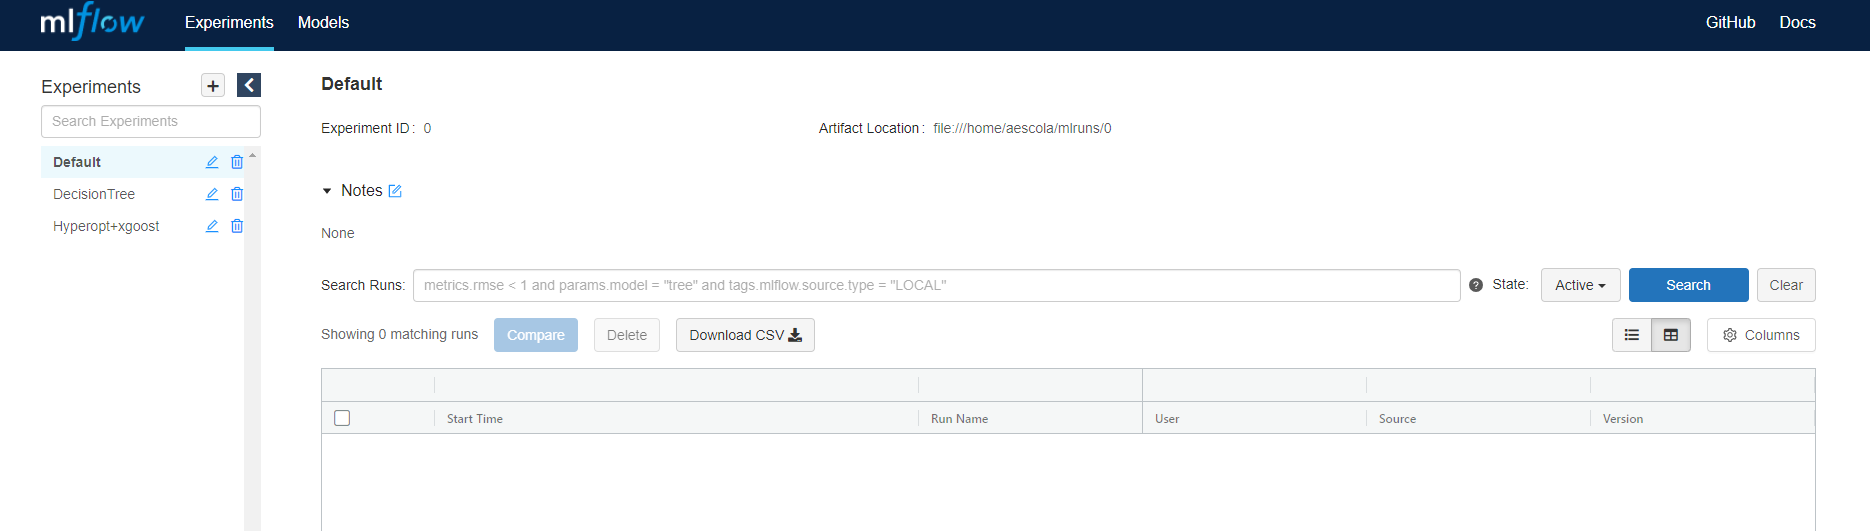 mlflow Experiments Models GitHub Docs
Experiments
Search Experiments
Default
DecisionTree
Hyperopt+xgoost
Default
Experiment ID: 0 Artifact Location: file:///home/aescola/mlruns/0
Notes
None
Search Runs: metrics.rmse < 1 and params.model = "tree" and tags.mlflow.source.type = "LOCAL" ? State: Active Search Clear
Showing 0 matching runs Compare Delete Download CSV Columns
Start Time Run Name User Source Version